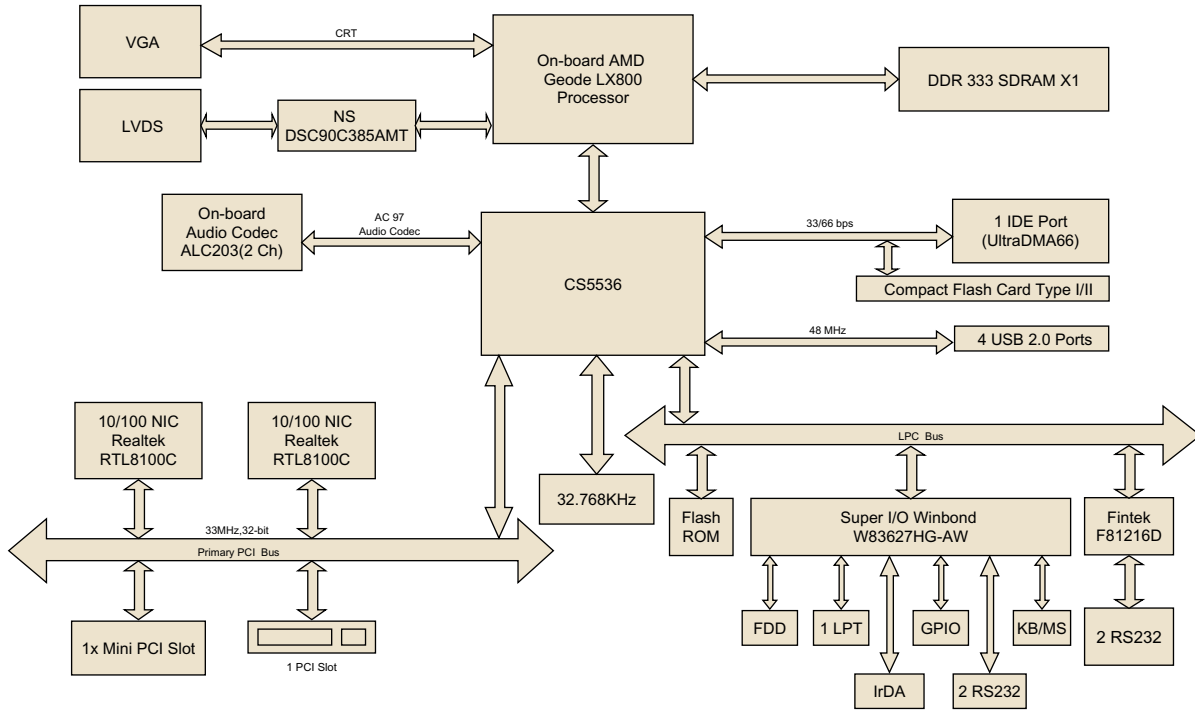 VGA
CRT
On-board AMD
Geode LX800
Processor
DDR 333 SDRAM X1
LVDS
NS
DSC90C385AMT
On-board
Audio Codec
ALC203(2 Ch)
AC 97
Audio Codec
CS5536
33/66 bps
1 IDE Port
(UltraDMA66)
Compact Flash Card Type I/II
48 MHz
4 USB 2.0 Ports
10/100 NIC
Realtek
RTL8100C
10/100 NIC
Realtek
RTL8100C
LPC Bus
32.768KHz
Flash
ROM
Super I/O Winbond
W83627HG-AW
Fintek
F81216D
33MHz,32-bit
Primary PCI Bus
1x Mini PCI Slot
1 PCI Slot
FDD
1 LPT
GPIO
KB/MS
2 RS232
IrDA
2 RS232